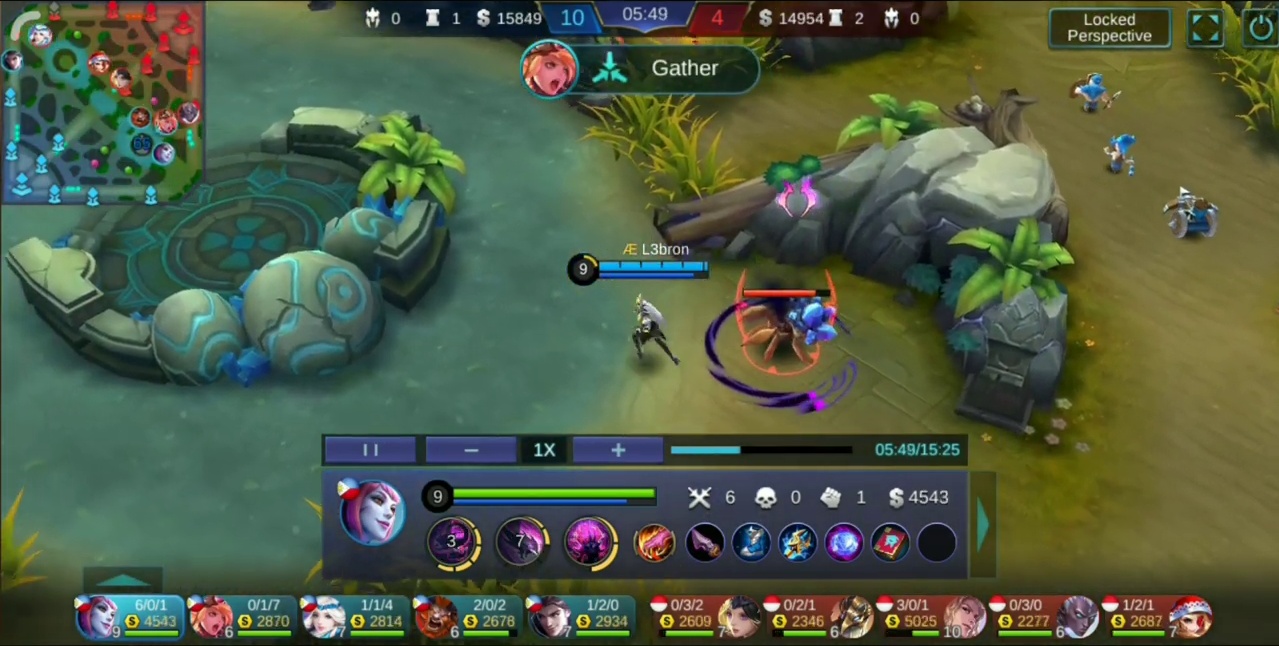 0 1 $ 15849 10 05:49 4 $ 14954 2 0
Locked
Perspective
Gather
Æ L3bron
9
1X 05:49/15:25
9 6 0 1 $ 4543
3 7
6/0/1 0/1/7 1/1/4 2/0/2 1/2/0 0/3/2 0/2/1 3/0/1 0/3/0 1/2/1
4543 2870 2814 2678 2934 2609 2346 5025 2277 2687
9 6 7 6 7 7 6 10 6 7